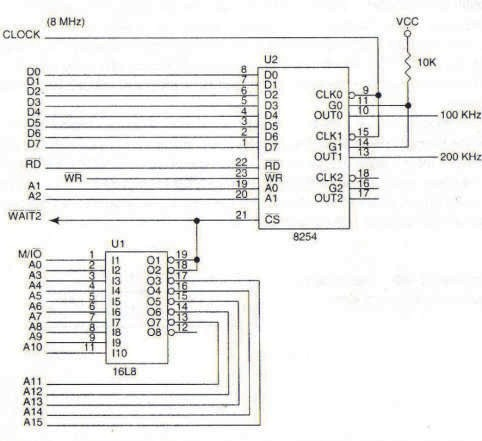 (8 MHz)
CLOCK
VCC
10K
U2
D0 8 D0
D1 7 D1
D2 6 D2
D3 5 D3
D4 4 D4
D5 3 D5
D6 2 D6
D7 1 D7
RD 22 RD
WR 23 WR
A1 19 A0
A2 20 A1
WAIT2 21 CS
CLK0 9
G0 11
OUT0 10 100 KHz
CLK1 15
G1 14
OUT1 13 200 KHz
CLK2 18
G2 16
OUT2 17
8254
U1
M/IO 1 I1
A0 2 I2
A3 3 I3
A4 4 I4
A5 5 I5
A6 6 I6
A7 7 I7
A8 8 I8
A9 9 I9
A10 11 I10
O1 19
O2 18
O3 17
O4 16
O5 15
O6 14
O7 13
O8 12
16L8
A11
A12
A13
A14
A15